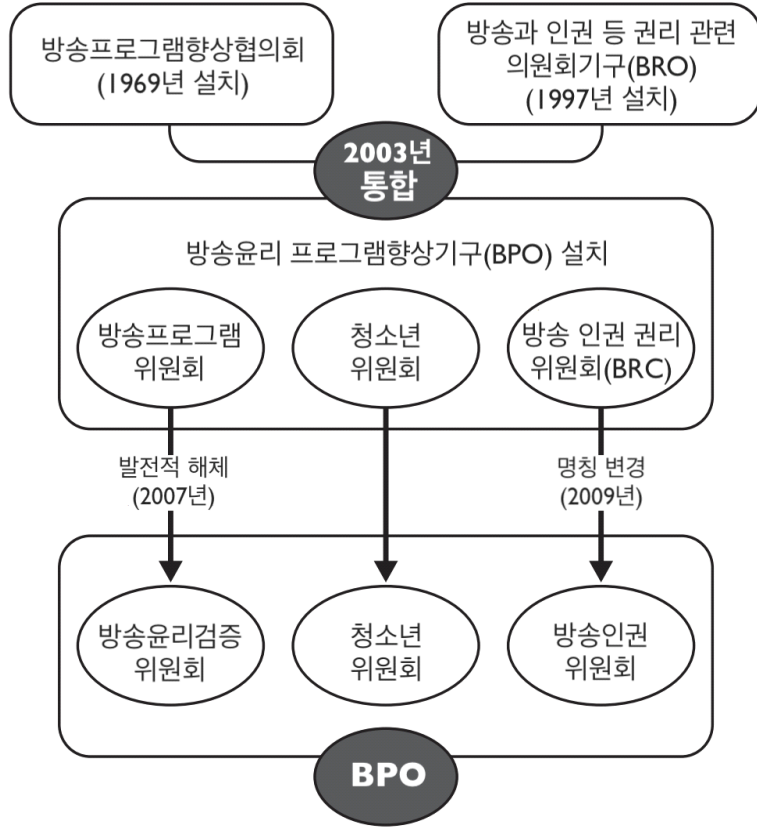 방송프로그램향상협의회
(1969년 설치)
방송과 인권 등 권리 관련
의원회기구(BRO)
(1997년 설치)
2003년
통합
방송윤리 프로그램향상기구(BPO) 설치
방송프로그램
위원회
청소년
위원회
방송 인권 권리
위원회(BRC)
발전적 해체
(2007년)
명칭 변경
(2009년)
방송윤리검증
위원회
청소년
위원회
방송인권
위원회
BPO